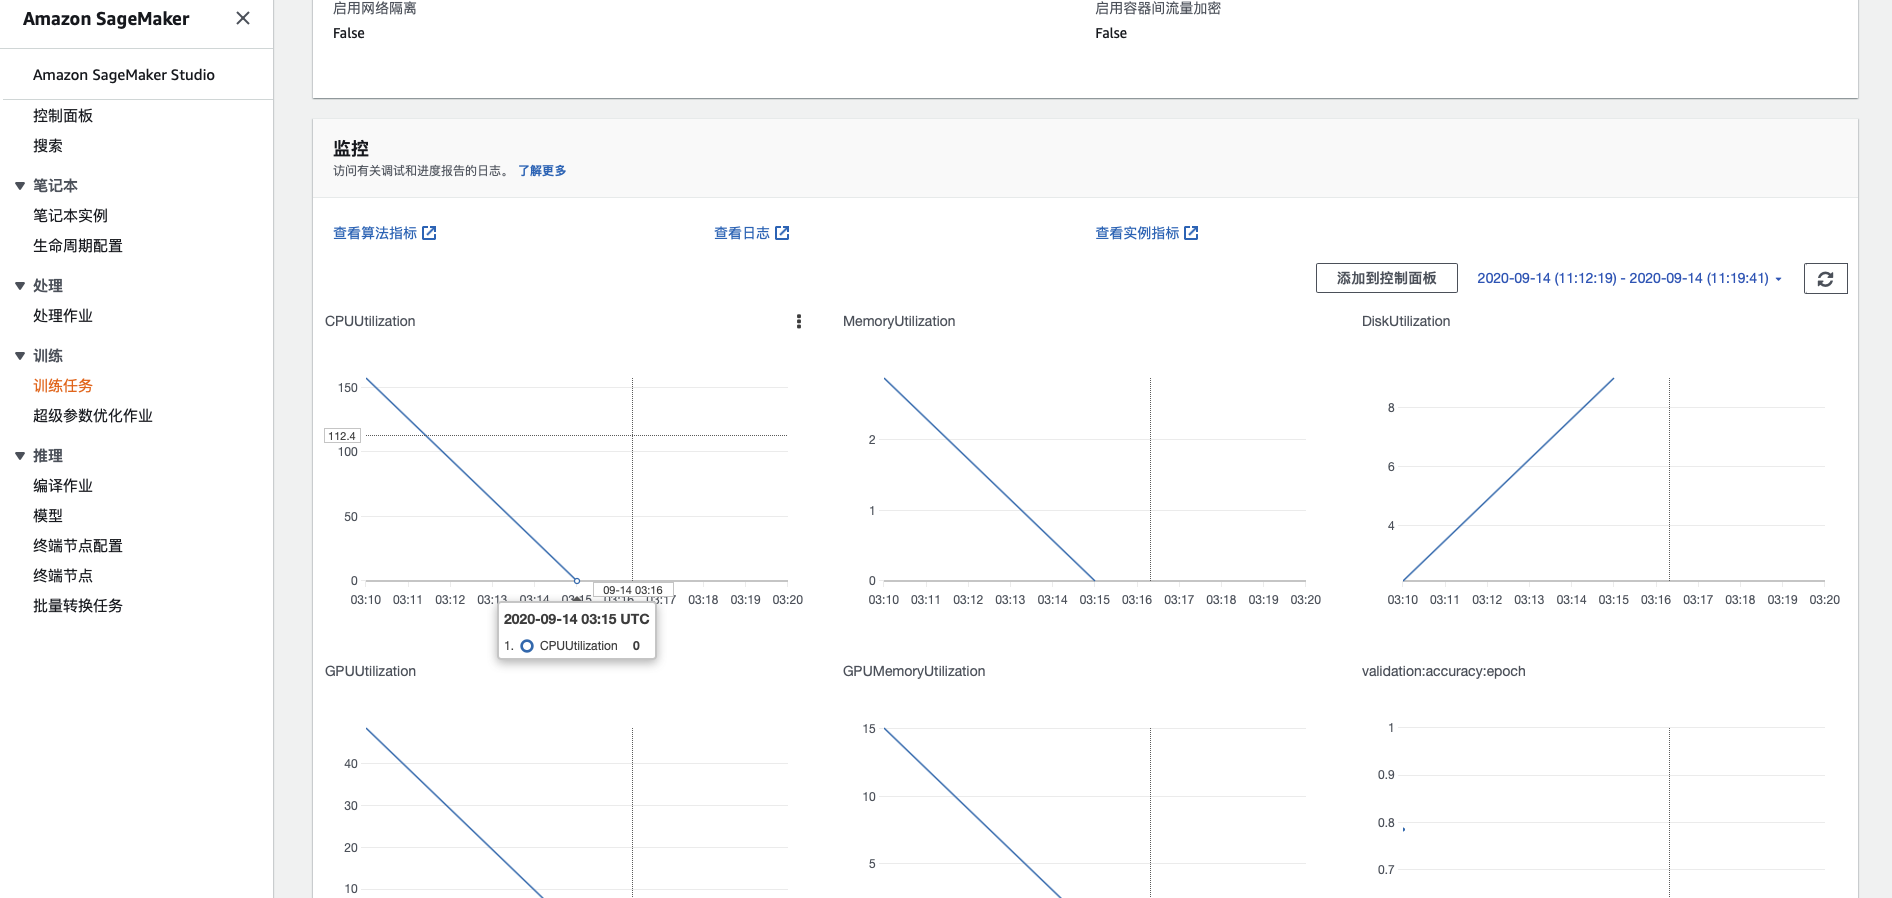 Amazon SageMaker
Amazon SageMaker Studio
控制面板
搜索
笔记本
笔记本实例
生命周期配置
处理
处理作业
训练
训练任务
超级参数优化作业
推理
编译作业
模型
终端节点配置
终端节点
批量转换任务
启用网络隔离
False
启用容器间流量加密
False
监控
访问有关调试和进度报告的日志。 了解更多
查看算法指标
查看日志
查看实例指标
添加到控制面板
2020-09-14 (11:12:19) - 2020-09-14 (11:19:41)
CPUUtilization
150
112.4
100
50
0
03:10 03:11 03:12 03:13 03:14 03:15 03:16 03:17 03:18 03:19 03:20
09-14 03:16
2020-09-14 03:15 UTC
1. CPUUtilization 0
MemoryUtilization
2
1
0
03:10 03:11 03:12 03:13 03:14 03:15 03:16 03:17 03:18 03:19 03:20
DiskUtilization
8
6
4
03:10 03:11 03:12 03:13 03:14 03:15 03:16 03:17 03:18 03:19 03:20
GPUUtilization
40
30
20
10
GPUMemoryUtilization
15
10
5
validation:accuracy:epoch
1
0.9
0.8
0.7